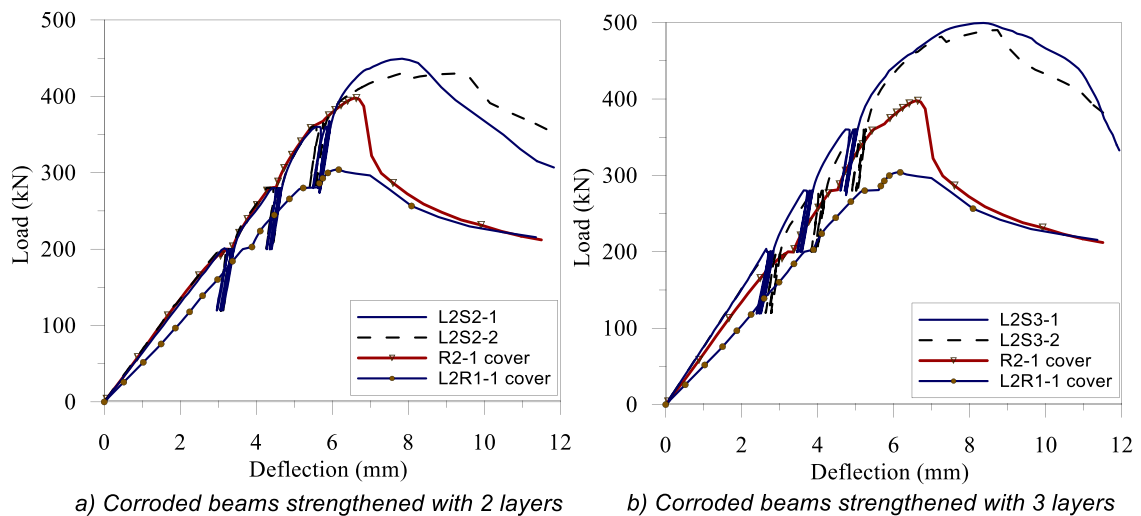 500
400
300
200
100
0
Load (kN)
0 2 4 6 8 10 12
Deflection (mm)
L2S2-1
L2S2-2
R2-1 cover
L2R1-1 cover
a) Corroded beams strengthened with 2 layers
500
400
300
200
100
0
Load (kN)
0 2 4 6 8 10 12
Deflection (mm)
L2S3-1
L2S3-2
R2-1 cover
L2R1-1 cover
b) Corroded beams strengthened with 3 layers